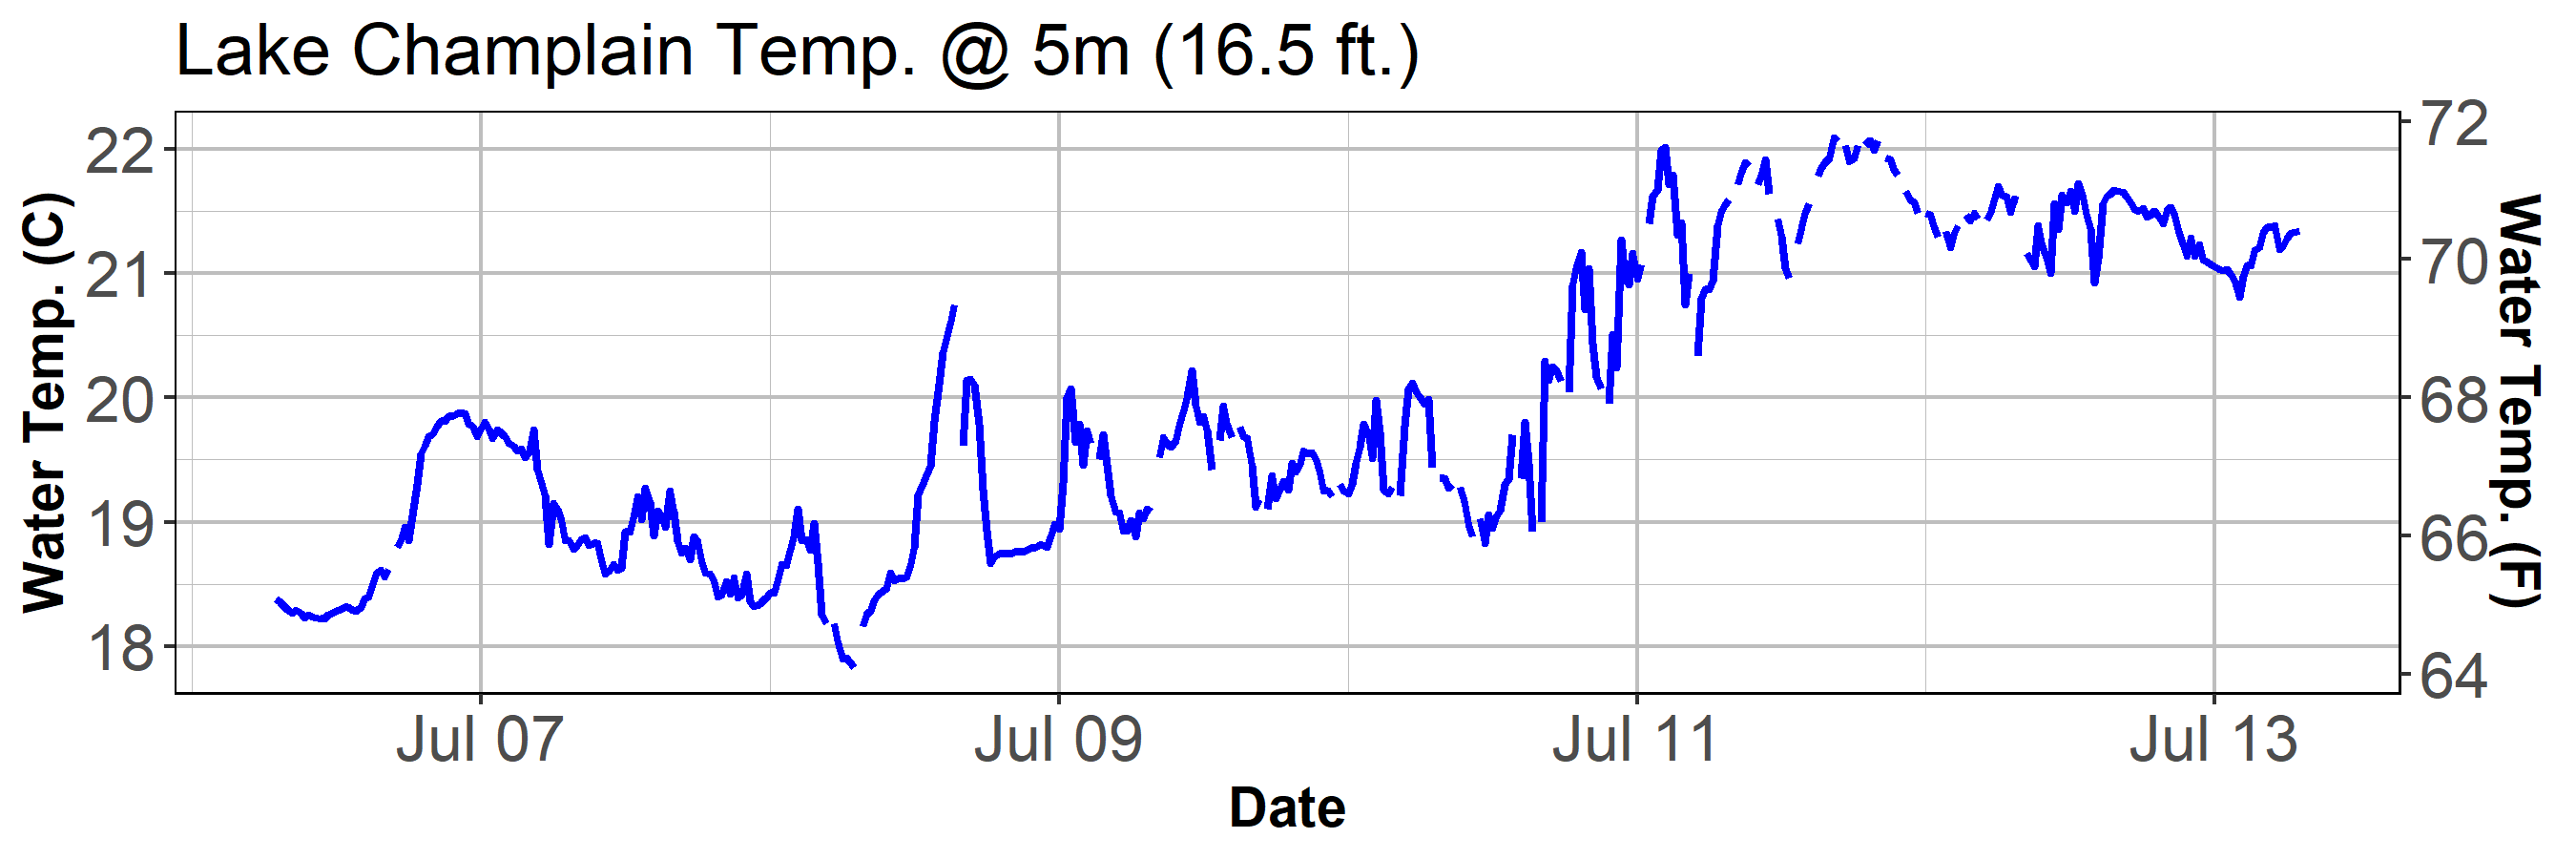 Lake Champlain Temp. @ 5m (16.5 ft.)
Water Temp. (C)
22
21
20
19
18
72
70
68
66
64
Water Temp. (F)
Jul 07 Jul 09 Jul 11 Jul 13
Date